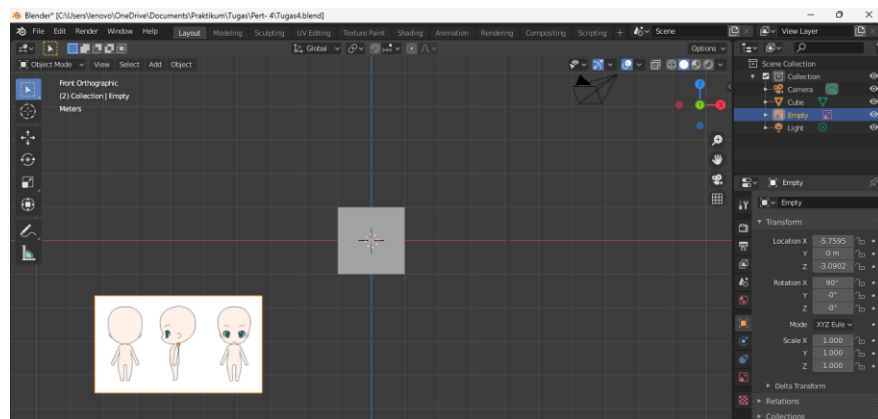 Blender* [C:\Users\lenovo\OneDrive\Documents\Praktikum\Tugas\Pert- 4\Tugas4.blend]
File Edit Render Window Help Layout Modeling Sculpting UV Editing Texture Paint Shading Animation Rendering Compositing Scripting + Scene View Layer
Global Options
Object Mode View Select Add Object
Front Orthographic
(2) Collection | Empty
Meters
Scene Collection
Collection
Camera
Cube
Empty
Light
Empty
Empty
Transform
Location X -5.7595
Y 0 m
Z -3.0902
Rotation X 90°
Y -0°
Z -0°
Mode XYZ Eule
Scale X 1.000
Y 1.000
Z 1.000
Delta Transform
Relations
Collections